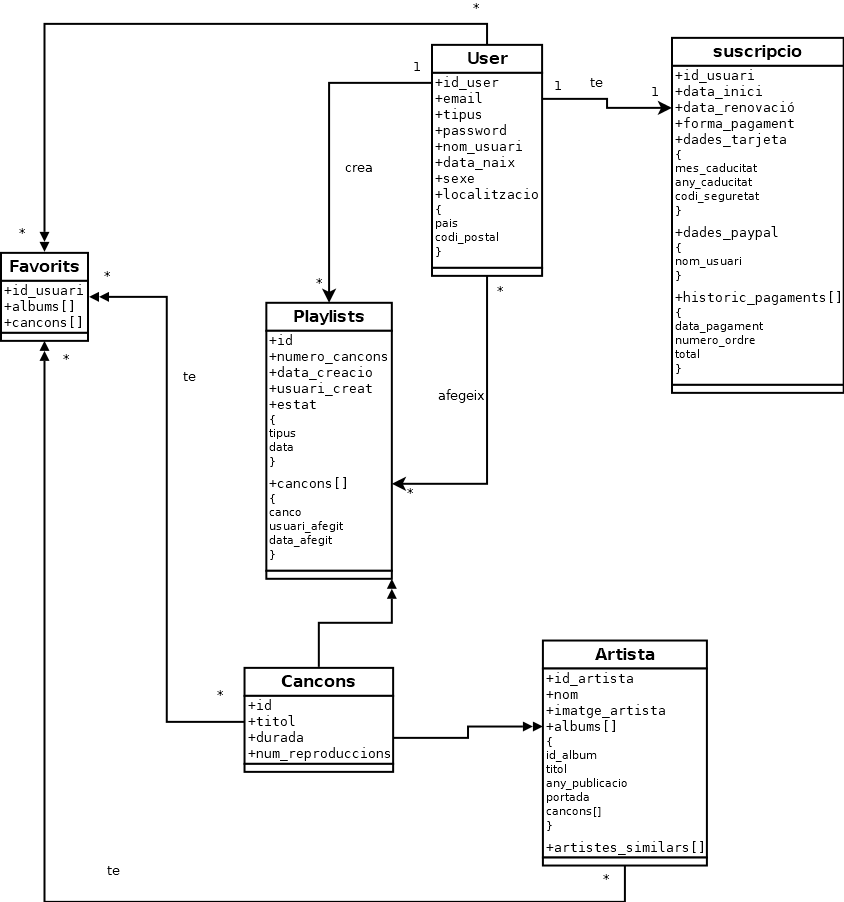 *
User
+id_user
+email
+tipus
+password
+nom_usuari
+data_naix
+sexe
+localitzacio
{
pais
codi_postal
}
1
crea
*
1
te
1
suscripcio
+id_usuari
+data_inici
+data_renovació
+forma_pagament
+dades_tarjeta
{
mes_caducitat
any_caducitat
codi_seguretat
}
+dades_paypal
{
nom_usuari
}
+historic_pagaments[]
{
data_pagament
numero_ordre
total
}
*
Favorits
+id_usuari
+albums[]
+cancons[]
*
*
te
Playlists
+id
+numero_cancons
+data_creacio
+usuari_creat
+estat
{
tipus
data
}
+cancons[]
{
canco
usuari_afegit
data_afegit
}
*
afegeix
*
*
Cancons
+id
+titol
+durada
+num_reproduccions
Artista
+id_artista
+nom
+imatge_artista
+albums[]
{
id_album
titol
any_publicacio
portada
cancons[]
}
+artistes_similars[]
te
*